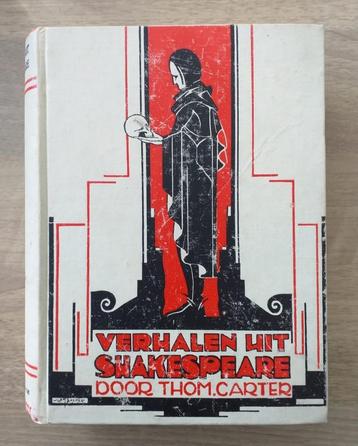 VERHALEN UIT
SHAKESPEARE
DOOR THOM. CARTER